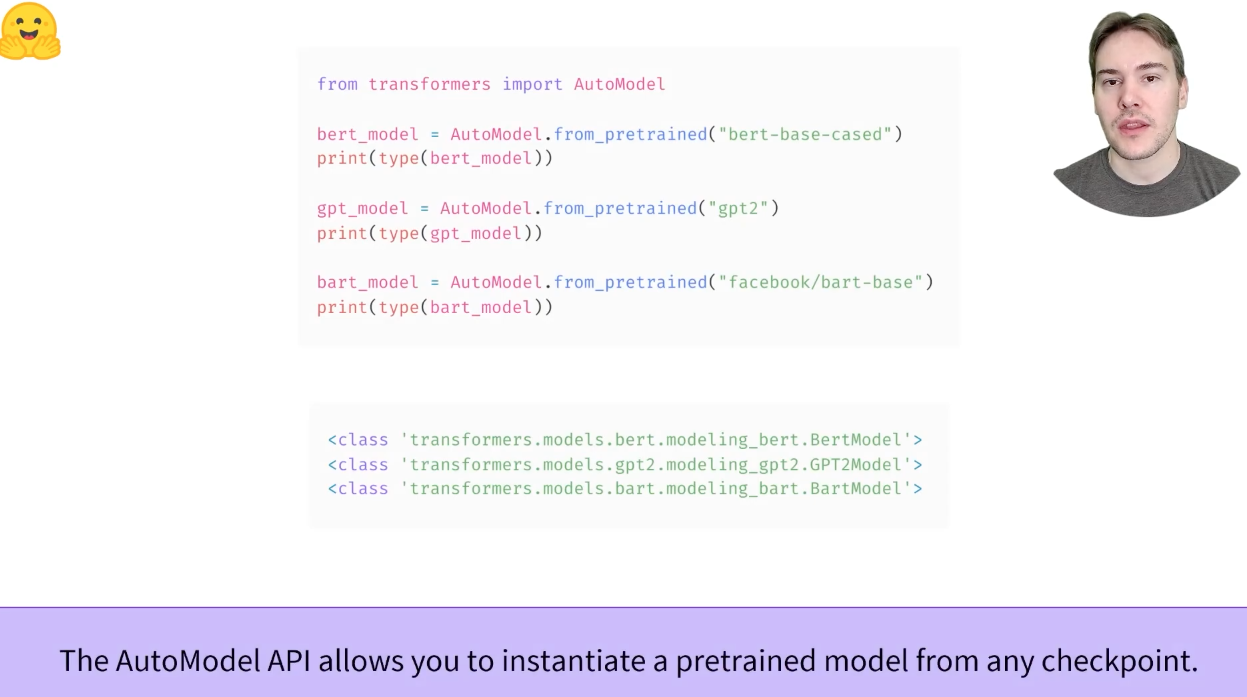 from transformers import AutoModel
bert_model = AutoModel.from_pretrained("bert-base-cased")
print(type(bert_model))
gpt_model = AutoModel.from_pretrained("gpt2")
print(type(gpt_model))
bart_model = AutoModel.from_pretrained("facebook/bart-base")
print(type(bart_model))
<class 'transformers.models.bert.modeling_bert.BertModel'>
<class 'transformers.models.gpt2.modeling_gpt2.GPT2Model'>
<class 'transformers.models.bart.modeling_bart.BartModel'>
The AutoModel API allows you to instantiate a pretrained model from any checkpoint.